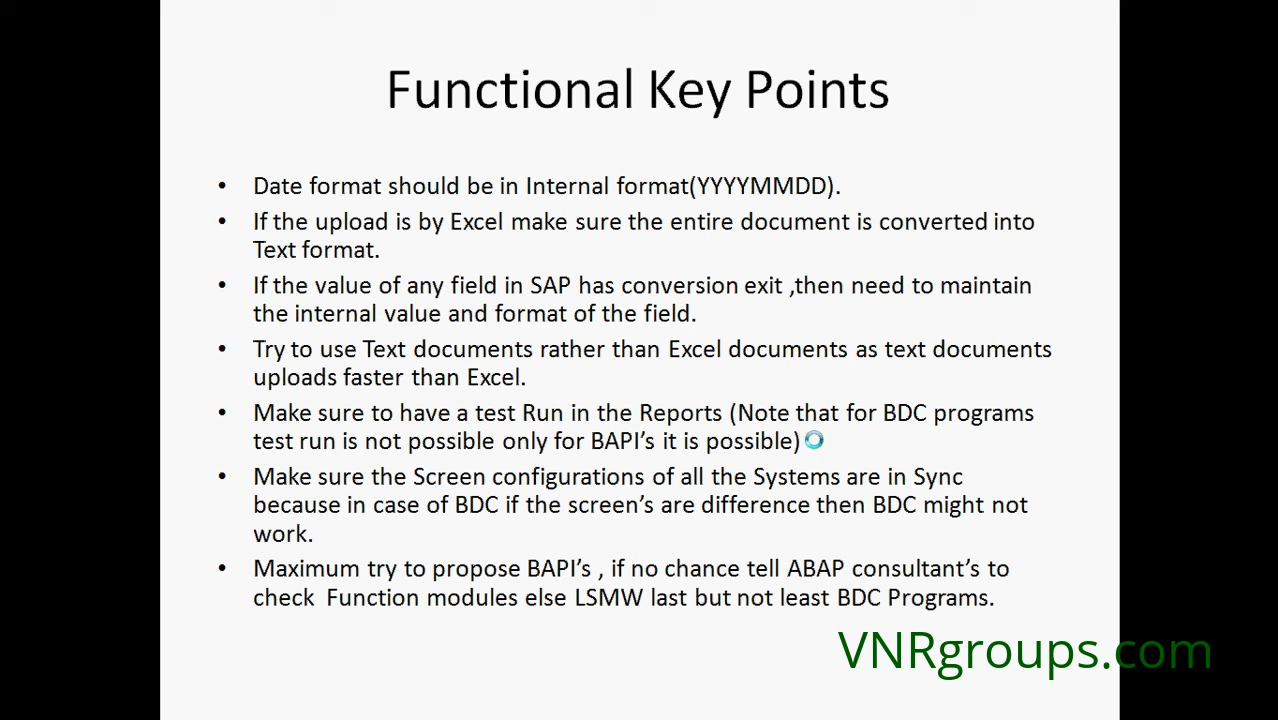 Functional Key Points
• Date format should be in Internal format(YYYYMMDD).
• If the upload is by Excel make sure the entire document is converted into
Text format.
• If the value of any field in SAP has conversion exit ,then need to maintain
the internal value and format of the field.
• Try to use Text documents rather than Excel documents as text documents
uploads faster than Excel.
• Make sure to have a test Run in the Reports (Note that for BDC programs
test run is not possible only for BAPI’s it is possible)
• Make sure the Screen configurations of all the Systems are in Sync
because in case of BDC if the screen’s are difference then BDC might not
work.
• Maximum try to propose BAPI’s , if no chance tell ABAP consultant’s to
check  Function modules else LSMW last but not least BDC Programs.
VNRgroups.com